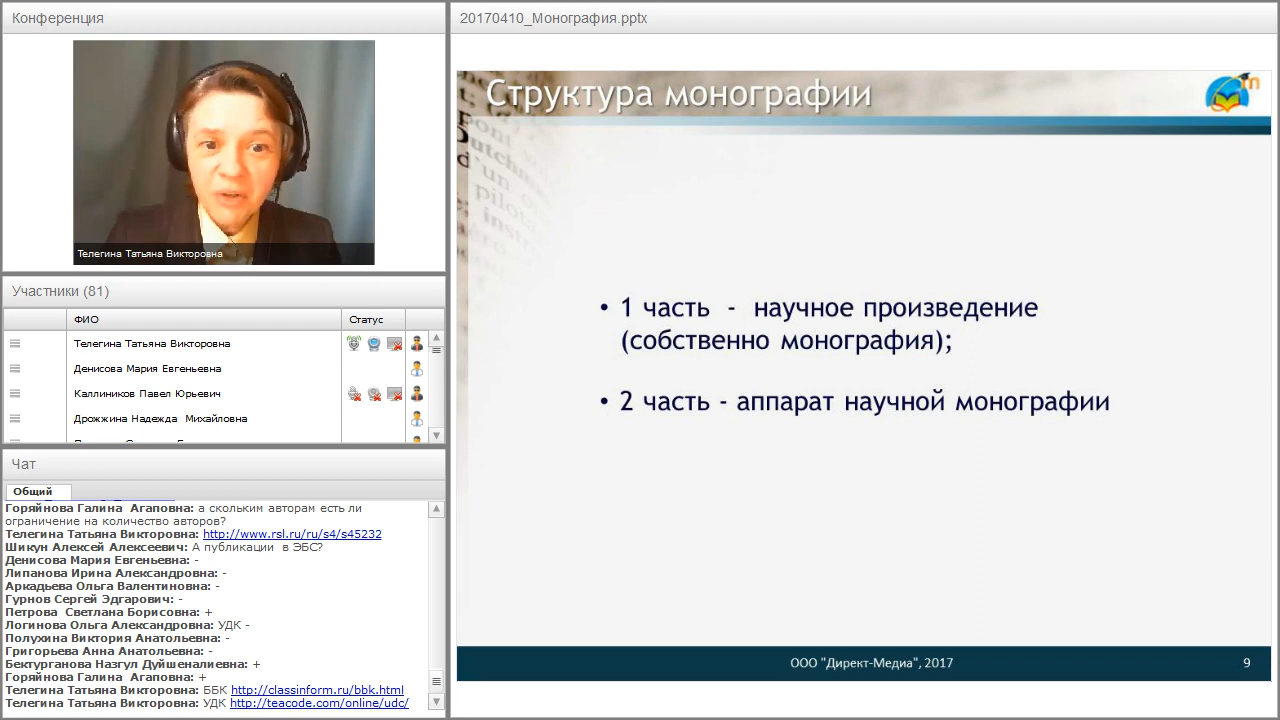 Конференция
Телегина Татьяна Викторовна
Участники (81)
ФИО Статус
Телегина Татьяна Викторовна
Денисова Мария Евгеньевна
Каллиников Павел Юрьевич
Дрожжина Надежда Михайловна
Чат
Общий
Горяйнова Галина Агаповна: а скольким авторам есть ли
ограничение на количество авторов?
Телегина Татьяна Викторовна: http://www.rsl.ru/ru/s4/s45232
Шикун Алексей Алексеевич: А публикации в ЭБС?
Денисова Мария Евгеньевна: -
Липанова Ирина Александровна: -
Аркадьева Ольга Валентиновна: -
Гурнов Сергей Эдгарович: -
Петрова Светлана Борисовна: +
Логинова Ольга Александровна: УДК -
Полухина Виктория Анатольевна: -
Григорьева Анна Анатольевна: -
Бектурганова Назгул Дуйшеналиевна: +
Горяйнова Галина Агаповна: +
Телегина Татьяна Викторовна: ББК http://classinform.ru/bbk.html
Телегина Татьяна Викторовна: УДК http://teacode.com/online/udc/
20170410_Монография.pptx
Структура монографии
• 1 часть - научное произведение
(собственно монография);
• 2 часть - аппарат научной монографии
ООО "Директ-Медиа", 2017
9